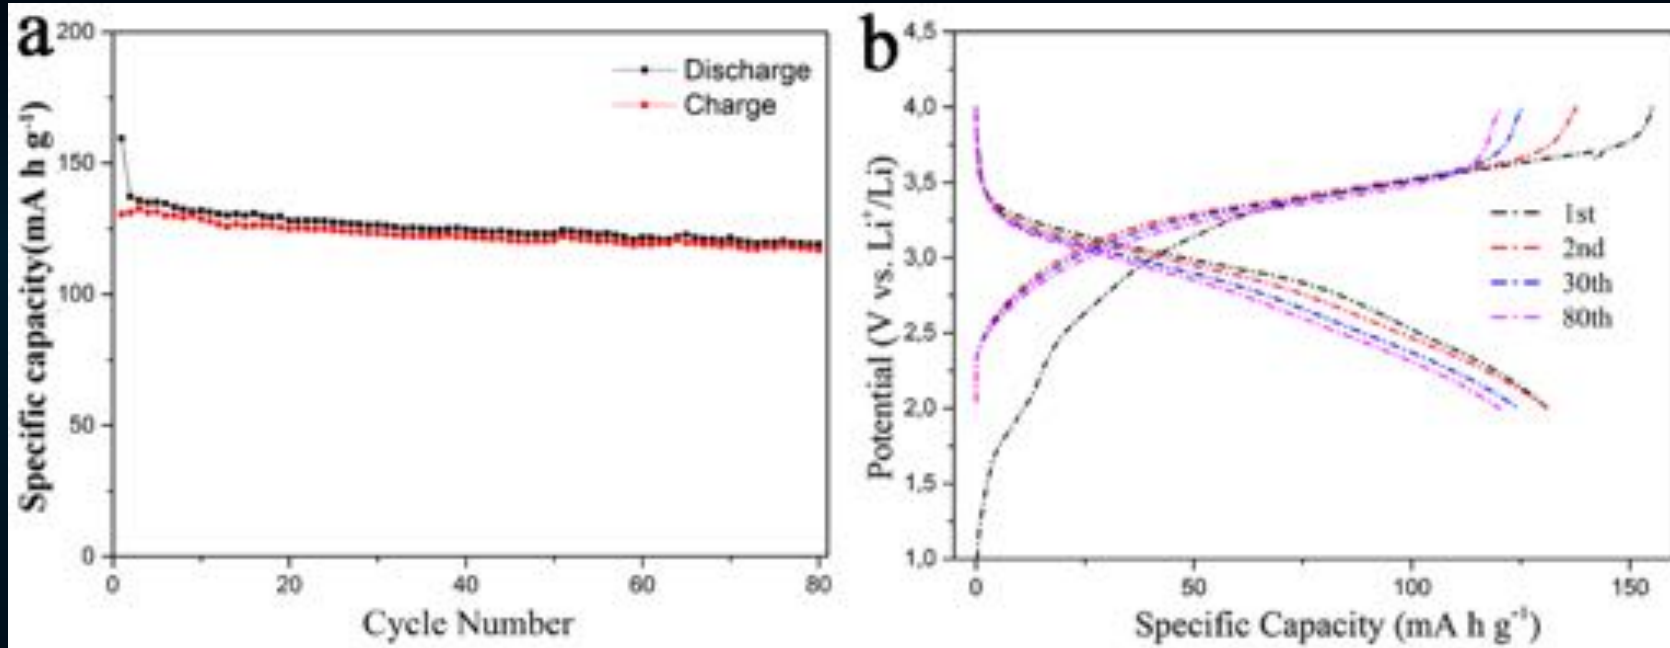 a
200
150
100
50
0
0
20
40
60
80
Specific capacity(mA h g⁻¹)
Cycle Number
Discharge
Charge
b
4.5
4.0
3.5
3.0
2.5
2.0
1.5
1.0
0
50
100
150
Potential (V vs. Li⁺/Li)
Specific Capacity (mA h g⁻¹)
1st
2nd
30th
80th